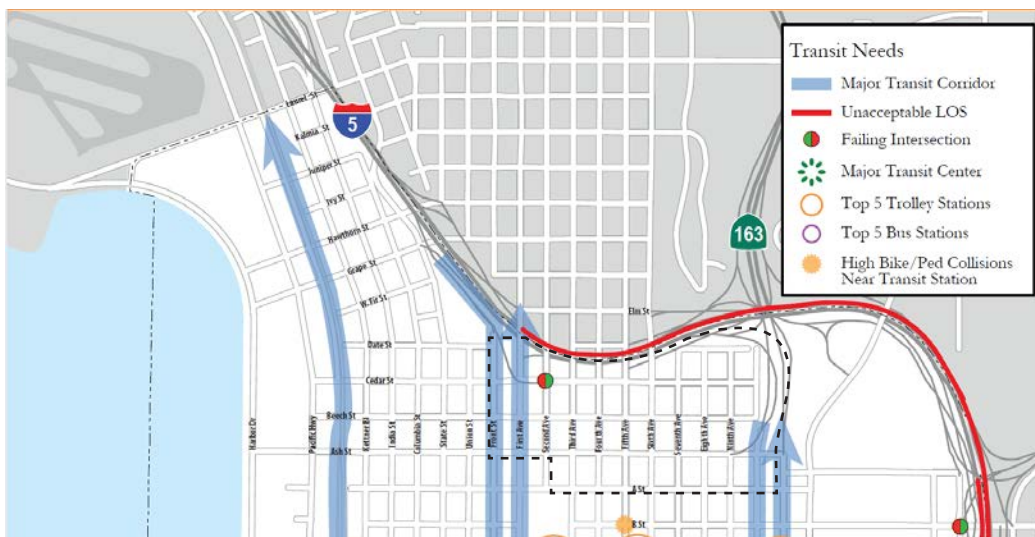 Transit Needs
Major Transit Corridor
Unacceptable LOS
Failing Intersection
Major Transit Center
Top 5 Trolley Stations
Top 5 Bus Stations
High Bike/Ped Collisions
Near Transit Station
5
163
Laurel St
Kalmia St
Juniper St
Ivy St
Hawthorn St
Grape St
W. Fir St
Elm St
Date St
Cedar St
Beech St
Ash St
A St
B St
Harbor Dr
Pacific Hwy
Kettner Bl
India St
Columbia St
State St
Union St
Front St
First Ave
Second Ave
Third Ave
Fourth Ave
Fifth Ave
Sixth Ave
Seventh Ave
Eighth Ave
Ninth Ave